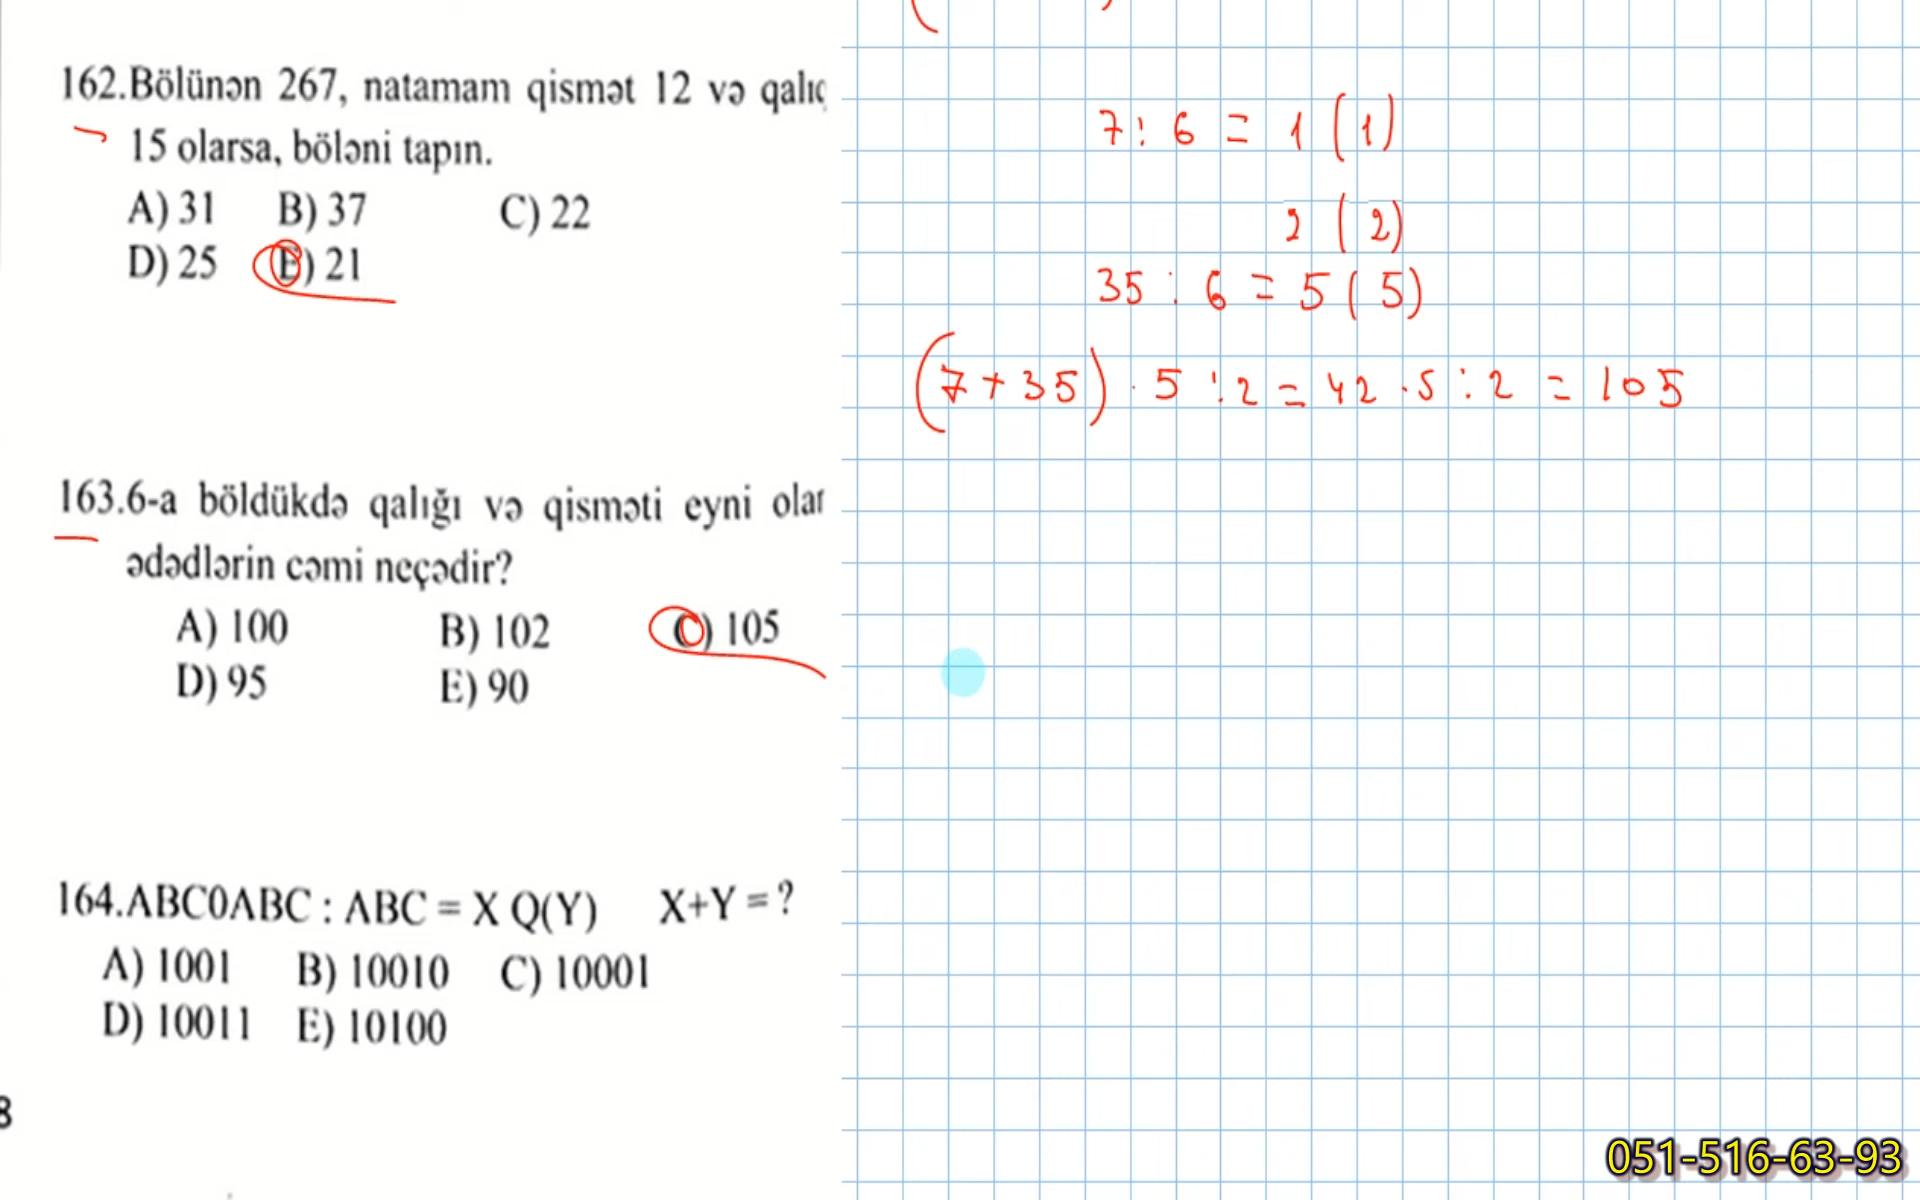 162.Bölünən 267, natamam qismət 12 və qalıq
15 olarsa, böləni tapın.
A) 31 B) 37 C) 22
D) 25 E) 21
163.6-a böldükdə qalığı və qisməti eyni olan
ədədlərin cəmi neçədir?
A) 100 B) 102 C) 105
D) 95 E) 90
164.ABC0ABC : ABC = X Q(Y) X+Y = ?
A) 1001 B) 10010 C) 10001
D) 10011 E) 10100
8
7 : 6 = 1 (1)
2 (2)
35 : 6 = 5 (5)
(7 + 35) · 5 : 2 = 42 · 5 : 2 = 105
051-516-63-93